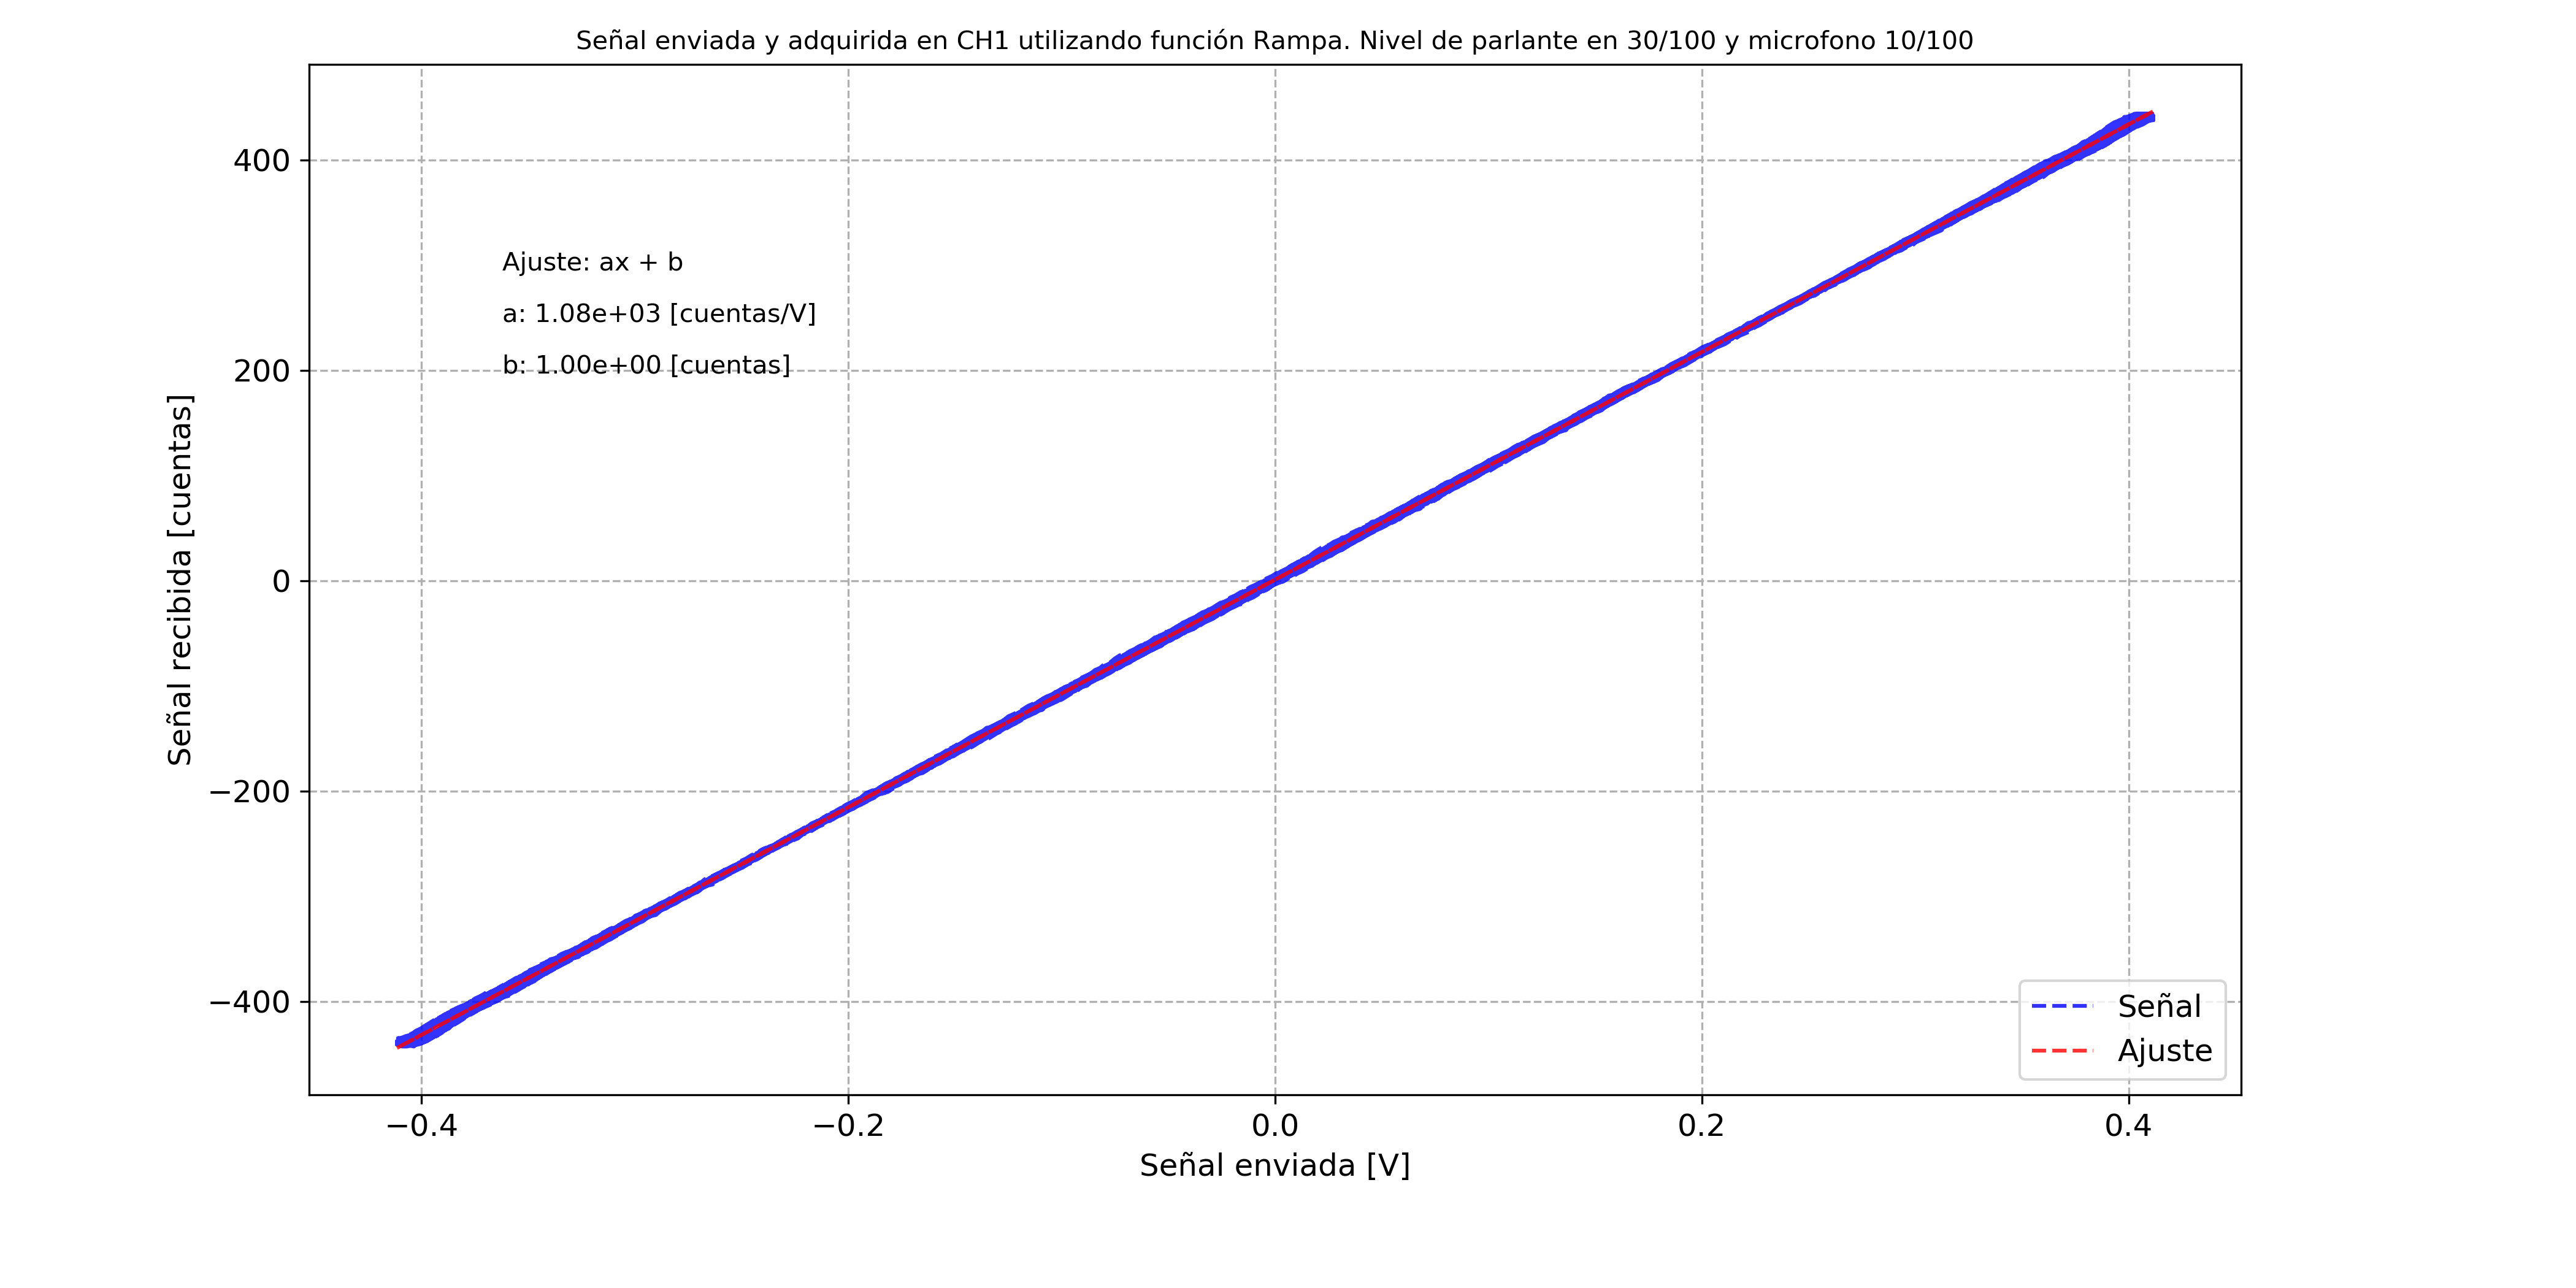 Señal enviada y adquirida en CH1 utilizando función Rampa. Nivel de parlante en 30/100 y microfono 10/100
Señal recibida [cuentas]
400
200
0
−200
−400
Ajuste: ax + b
a: 1.08e+03 [cuentas/V]
b: 1.00e+00 [cuentas]
Señal
Ajuste
−0.4
−0.2
0.0
0.2
0.4
Señal enviada [V]